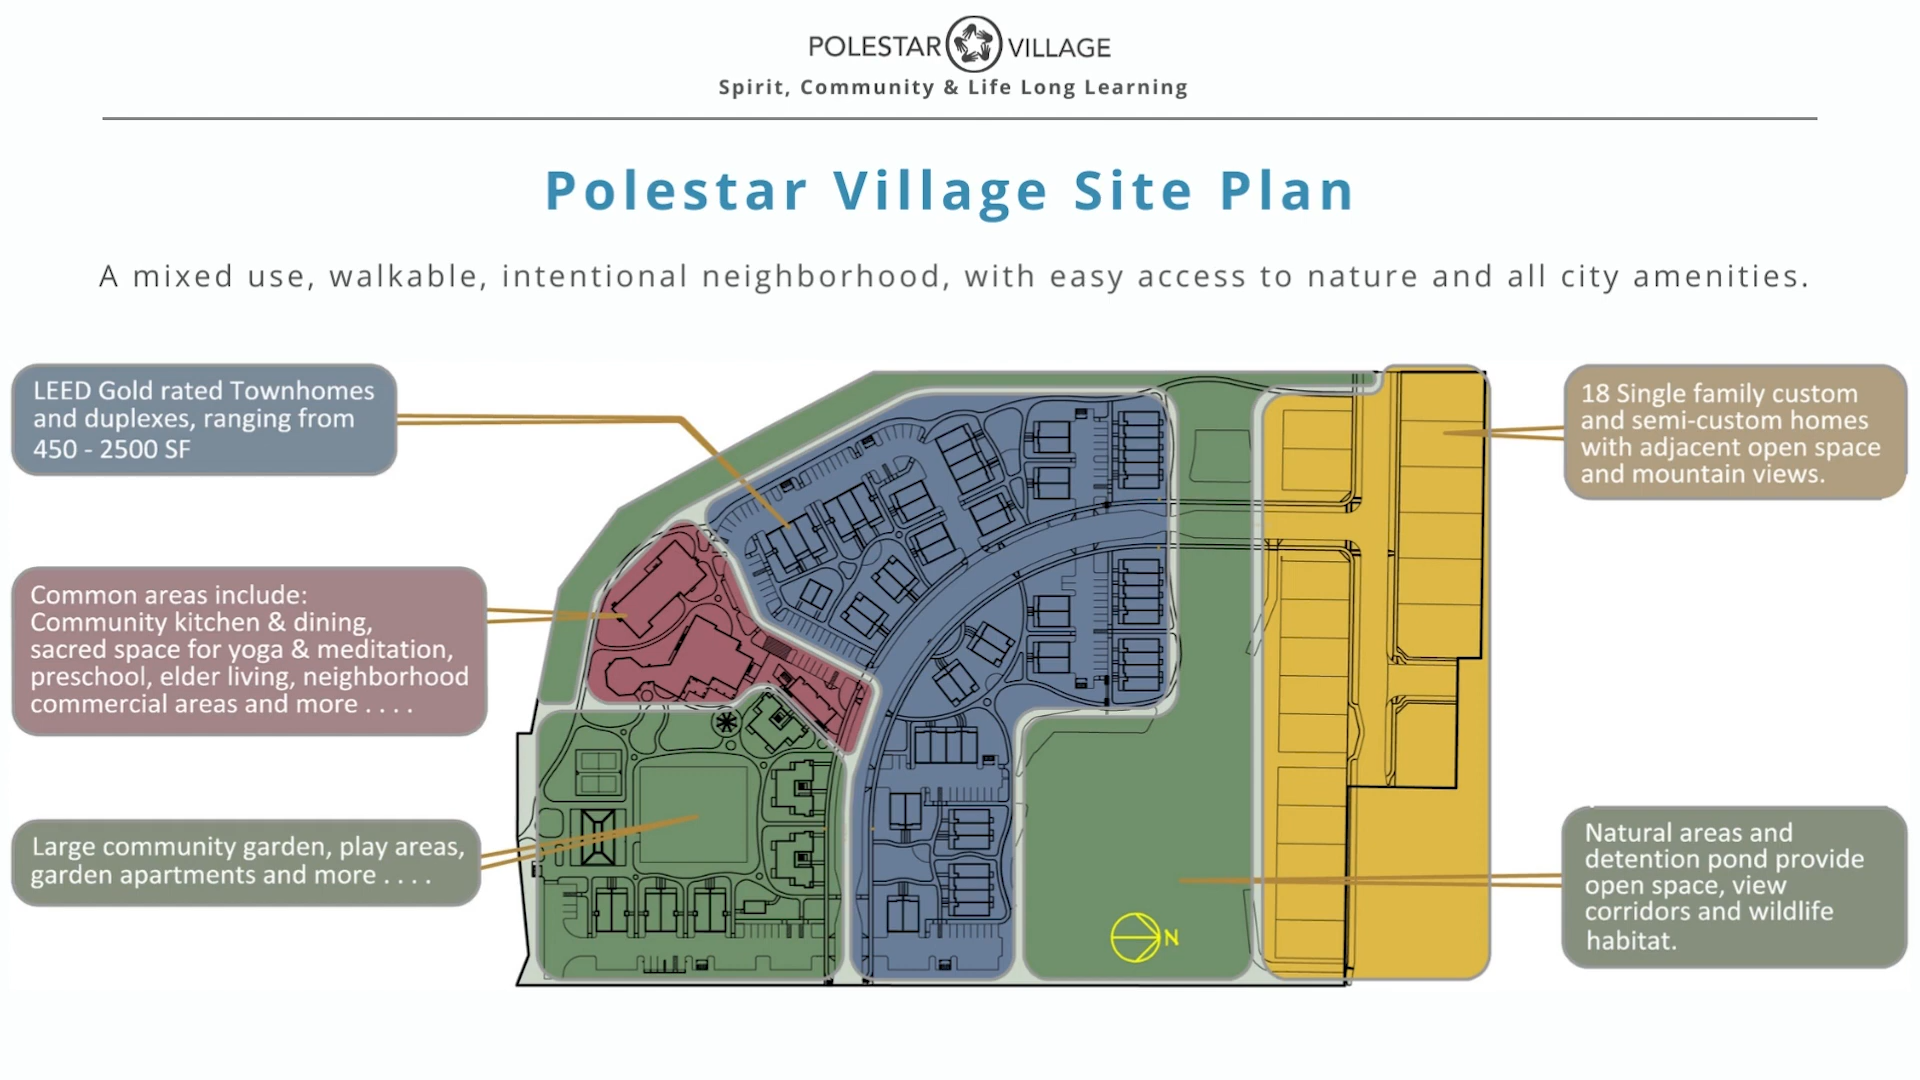 POLESTAR VILLAGE
Spirit, Community & Life Long Learning
Polestar Village Site Plan
A mixed use, walkable, intentional neighborhood, with easy access to nature and all city amenities.
LEED Gold rated Townhomes
and duplexes, ranging from
450 - 2500 SF
Common areas include:
Community kitchen & dining,
sacred space for yoga & meditation,
preschool, elder living, neighborhood
commercial areas and more . . . .
Large community garden, play areas,
garden apartments and more . . . .
18 Single family custom
and semi-custom homes
with adjacent open space
and mountain views.
Natural areas and
detention pond provide
open space, view
corridors and wildlife
habitat.
N